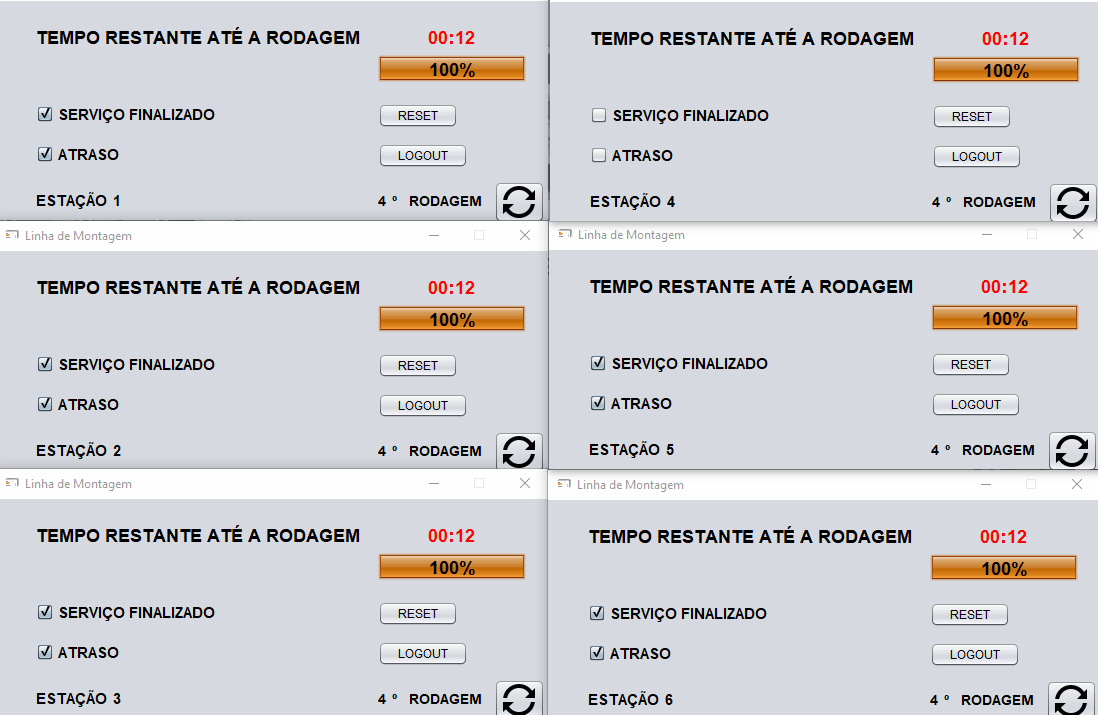 TEMPO RESTANTE ATÉ A RODAGEM 00:12
100%
SERVIÇO FINALIZADO RESET
ATRASO LOGOUT
ESTAÇÃO 1 4 º RODAGEM
Linha de Montagem
TEMPO RESTANTE ATÉ A RODAGEM 00:12
100%
SERVIÇO FINALIZADO RESET
ATRASO LOGOUT
ESTAÇÃO 2 4 º RODAGEM
Linha de Montagem
TEMPO RESTANTE ATÉ A RODAGEM 00:12
100%
SERVIÇO FINALIZADO RESET
ATRASO LOGOUT
ESTAÇÃO 3 4 º RODAGEM
TEMPO RESTANTE ATÉ A RODAGEM 00:12
100%
SERVIÇO FINALIZADO RESET
ATRASO LOGOUT
ESTAÇÃO 4 4 º RODAGEM
Linha de Montagem
TEMPO RESTANTE ATÉ A RODAGEM 00:12
100%
SERVIÇO FINALIZADO RESET
ATRASO LOGOUT
ESTAÇÃO 5 4 º RODAGEM
Linha de Montagem
TEMPO RESTANTE ATÉ A RODAGEM 00:12
100%
SERVIÇO FINALIZADO RESET
ATRASO LOGOUT
ESTAÇÃO 6 4 º RODAGEM